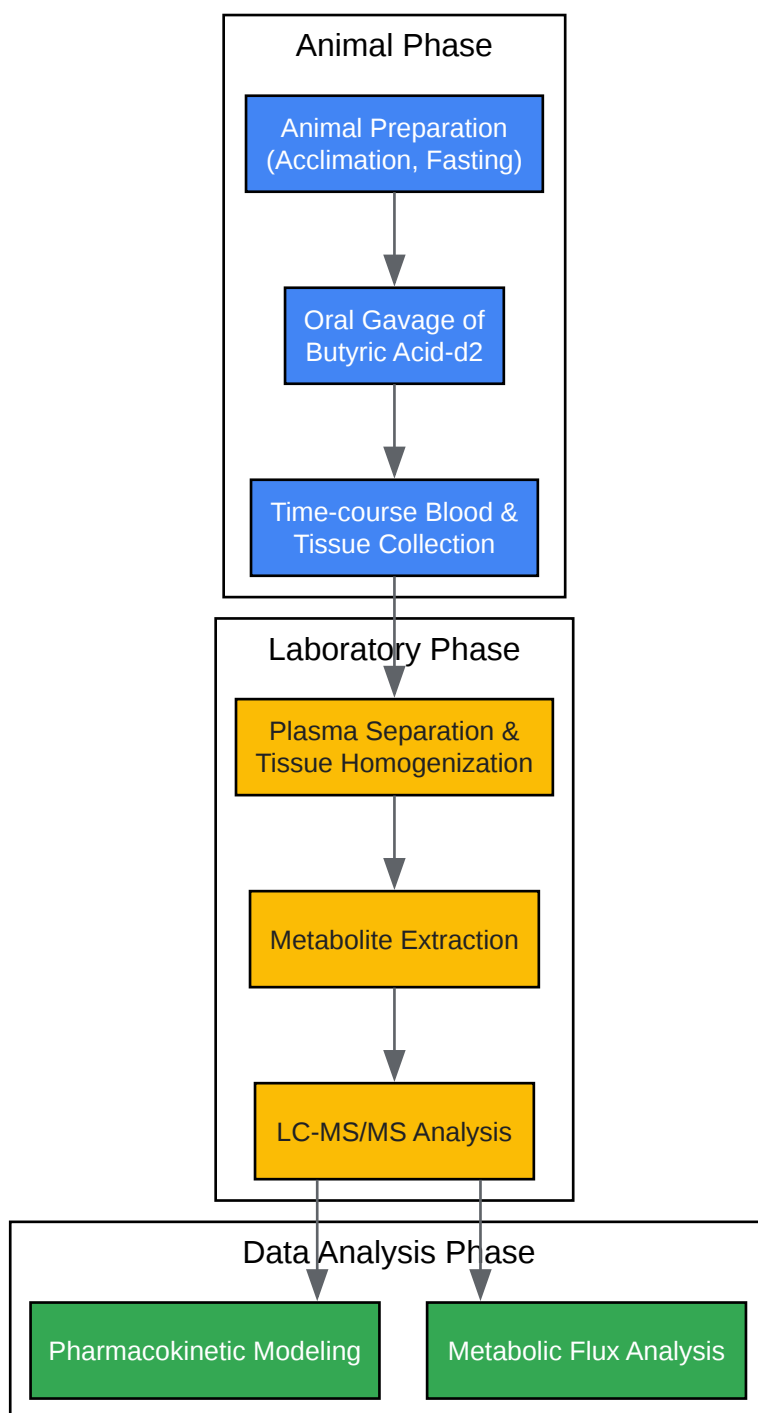 Animal Phase
Animal Preparation
(Acclimation, Fasting)
Oral Gavage of
Butyric Acid-d2
Time-course Blood &
Tissue Collection
Laboratory Phase
Plasma Separation &
Tissue Homogenization
Metabolite Extraction
LC-MS/MS Analysis
Data Analysis Phase
Pharmacokinetic Modeling
Metabolic Flux Analysis